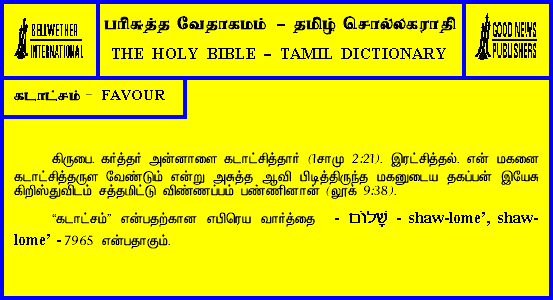 BELLWETHER
INTERNATIONAL
பரிசுத்த வேதாகமம் – தமிழ் சொல்லகராதி
THE HOLY BIBLE – TAMIL DICTIONARY
GOOD NEWS
PUBLISHERS
கடாட்சம் – FAVOUR
கிருபை. கர்த்தர் அன்னாளை கடாட்சித்தார் (1சாமு 2:21). இரட்சித்தல். என் மகனை
கடாட்சித்தருள வேண்டும் என்று அசுத்த ஆவி பிடித்திருந்த மகனுடைய தகப்பன் இயேசு
கிறிஸ்துவிடம் சத்தமிட்டு விண்ணப்பம் பண்ணினான் (லூக் 9:38).
“கடாட்சம்” என்பதற்கான எபிரெய வார்த்தை - שָׁלוֹם - shaw-lome’, shaw-
lome’ - 7965 என்பதாகும்.